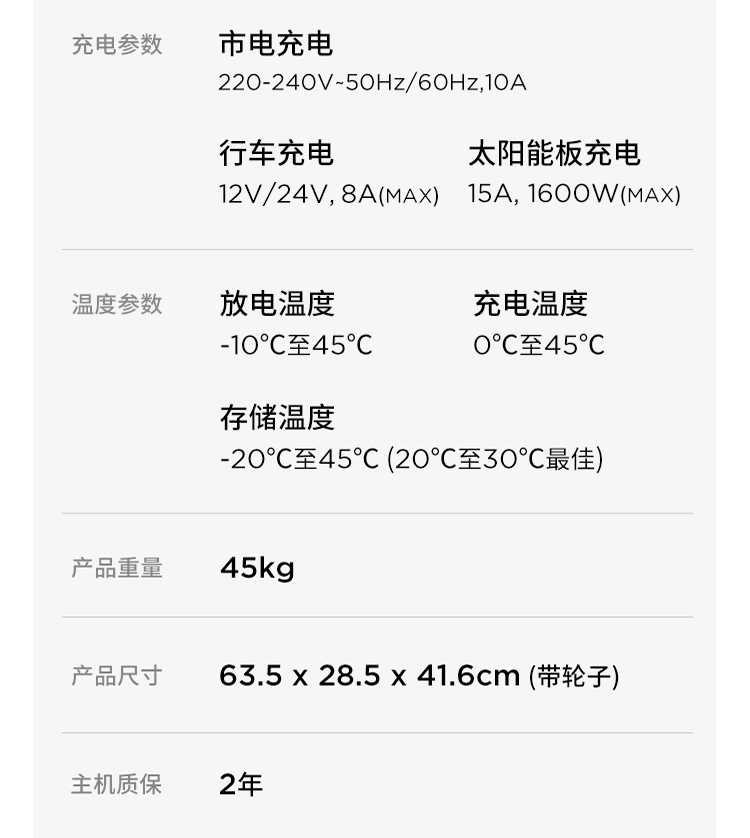 充电参数
市电充电
220-240V~50Hz/60Hz,10A
行车充电
12V/24V, 8A(MAX)
太阳能板充电
15A, 1600W(MAX)
温度参数
放电温度
-10℃至45℃
充电温度
0℃至45℃
存储温度
-20℃至45℃ (20℃至30℃最佳)
产品重量
45kg
产品尺寸
63.5 x 28.5 x 41.6cm (带轮子)
主机质保
2年